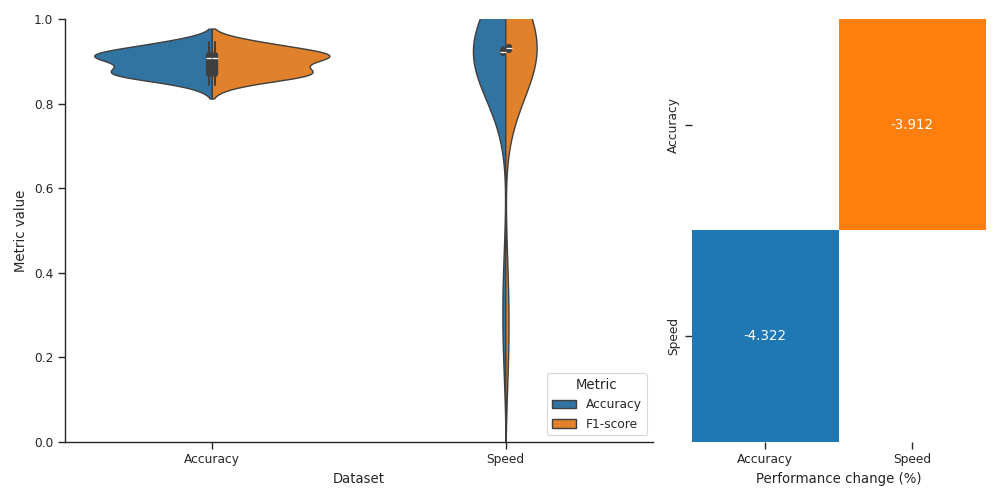 1.0
0.8
0.6
0.4
0.2
0.0
Metric value
Accuracy
Speed
Dataset
Metric
Accuracy
F1-score
Accuracy
Speed
-3.912
-4.322
Accuracy
Speed
Performance change (%)